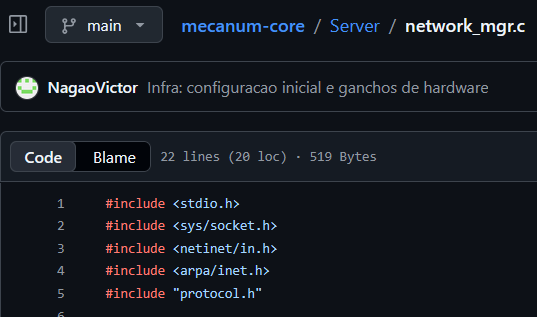 main
mecanum-core / Server / network_mgr.c
NagaoVictor Infra: configuracao inicial e ganchos de hardware
Code Blame 22 lines (20 loc) · 519 Bytes
1 #include <stdio.h>
2 #include <sys/socket.h>
3 #include <netinet/in.h>
4 #include <arpa/inet.h>
5 #include "protocol.h"
6